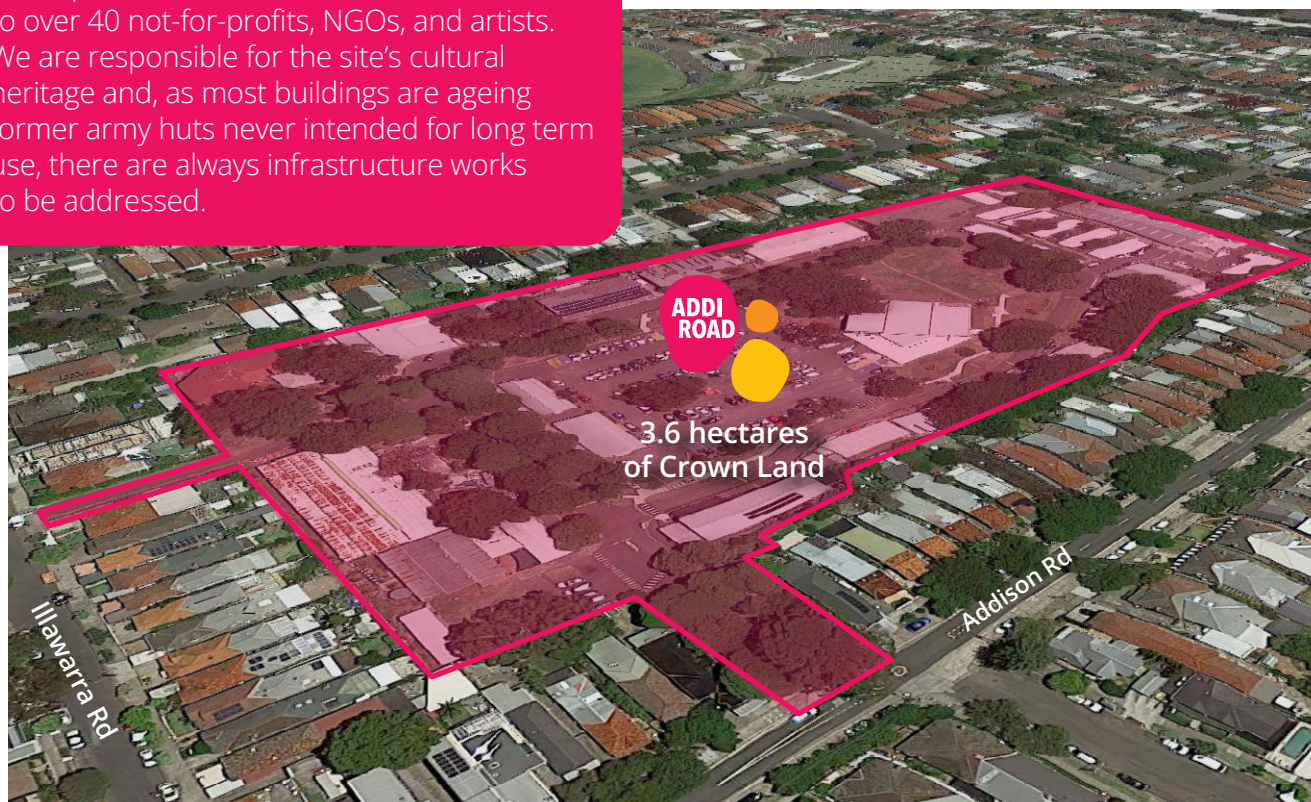 to over 40 not-for-profits, NGOs, and artists.
We are responsible for the site’s cultural
heritage and, as most buildings are ageing
former army huts never intended for long term
use, there are always infrastructure works
to be addressed.
ADDI
ROAD
3.6 hectares
of Crown Land
Addison Rd
Illawarra Rd